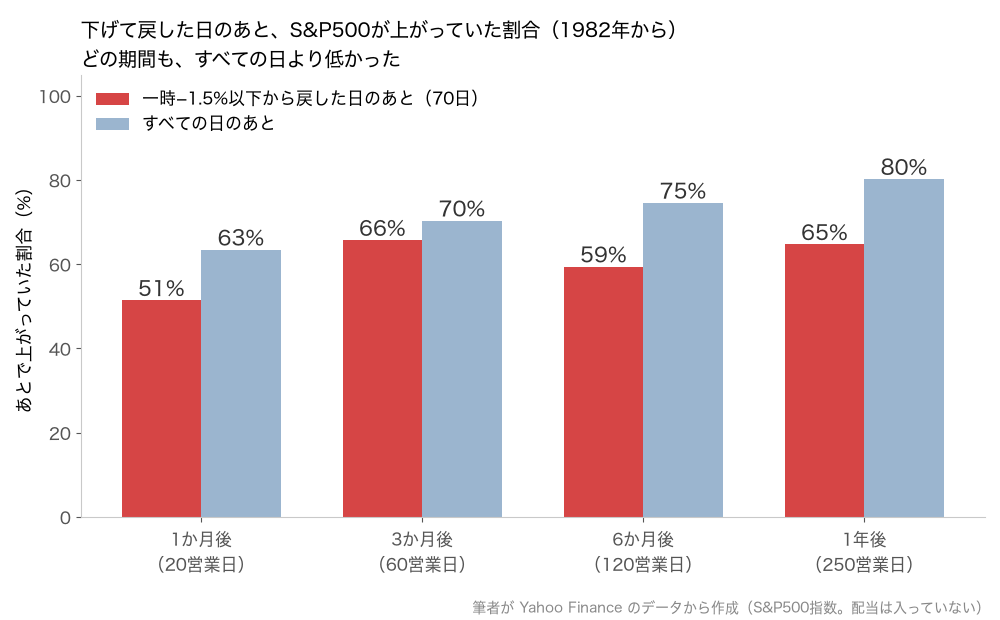 下げて戻した日のあと、S&P500が上がっていた割合（1982年から）
どの期間も、すべての日より低かった
一時−1.5%以下から戻した日のあと（70日）
すべての日のあと
あとで上がっていた割合（%）
100
80
60
40
20
0
51%
63%
66%
70%
59%
75%
65%
80%
1か月後
（20営業日）
3か月後
（60営業日）
6か月後
（120営業日）
1年後
（250営業日）
筆者が Yahoo Finance のデータから作成（S&P500指数。配当は入っていない）